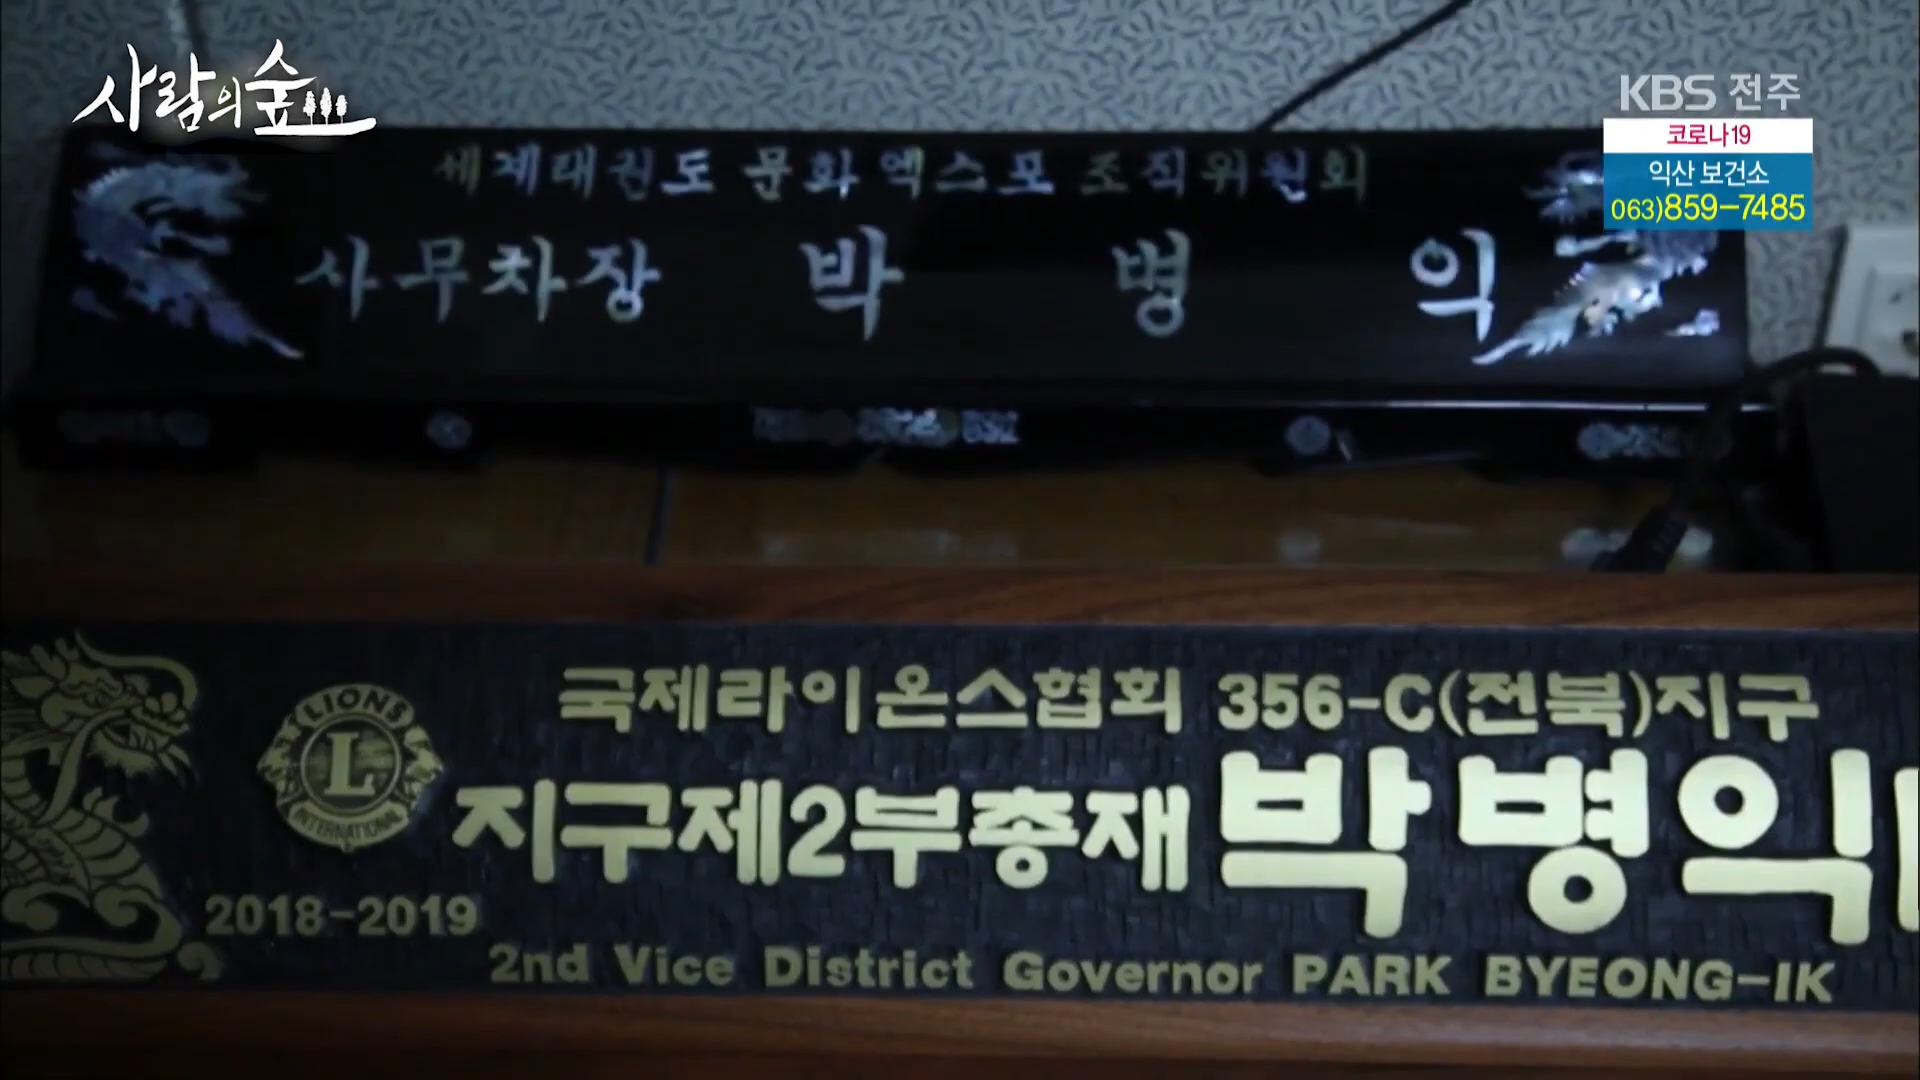 사람의숲
KBS 전주
코로나19
익산 보건소
063)859-7485
세계태권도 문화엑스포 조직위원회
사무차장 박 병 익
국제라이온스협회 356-C(전북)지구
LIONS
L
INTERNATIONAL
지구제2부총재 박병익
2018-2019
2nd Vice District Governor PARK BYEONG-IK